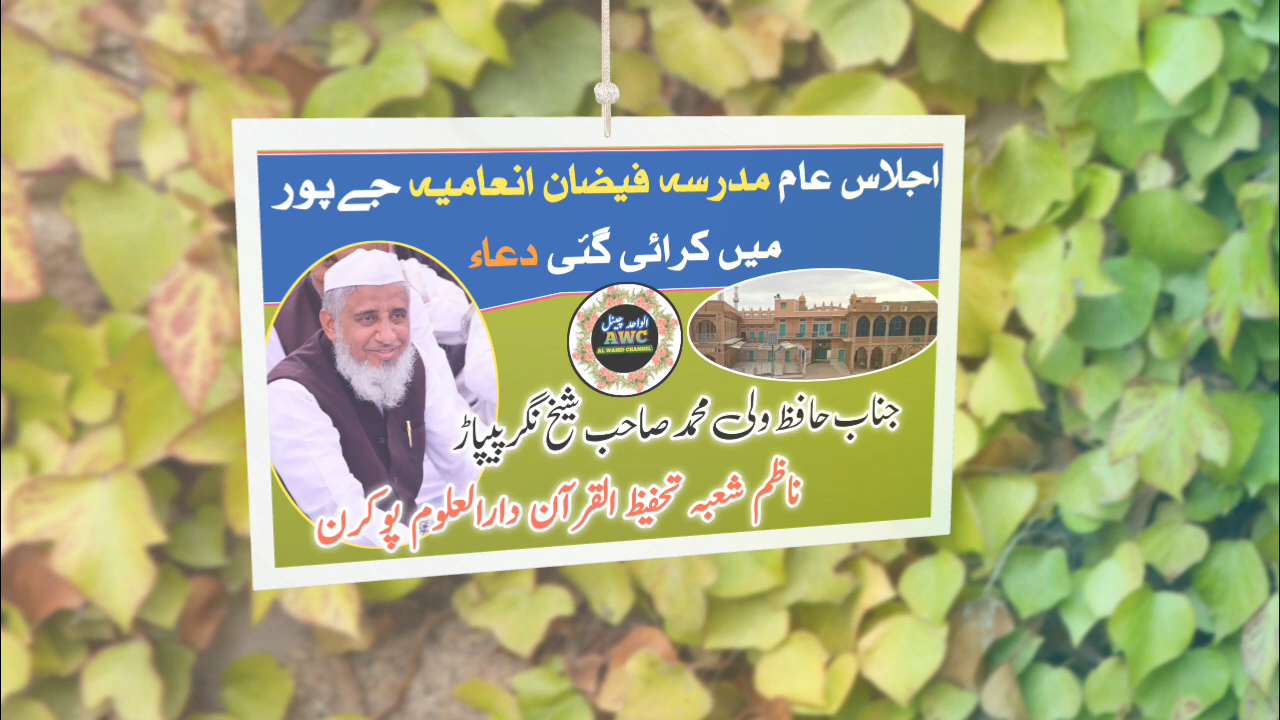 اجلاس عام مدرسہ فیضان انعامیہ جے پور
میں کرائی گئی دعاء
الواحد چینل
AWC
AL WAHID CHANNEL
جناب حافظ ولی محمد صاحب شیخ نگر پیپاڑ
ناظم شعبہ تحفیظ القرآن دارالعلوم پوکرن